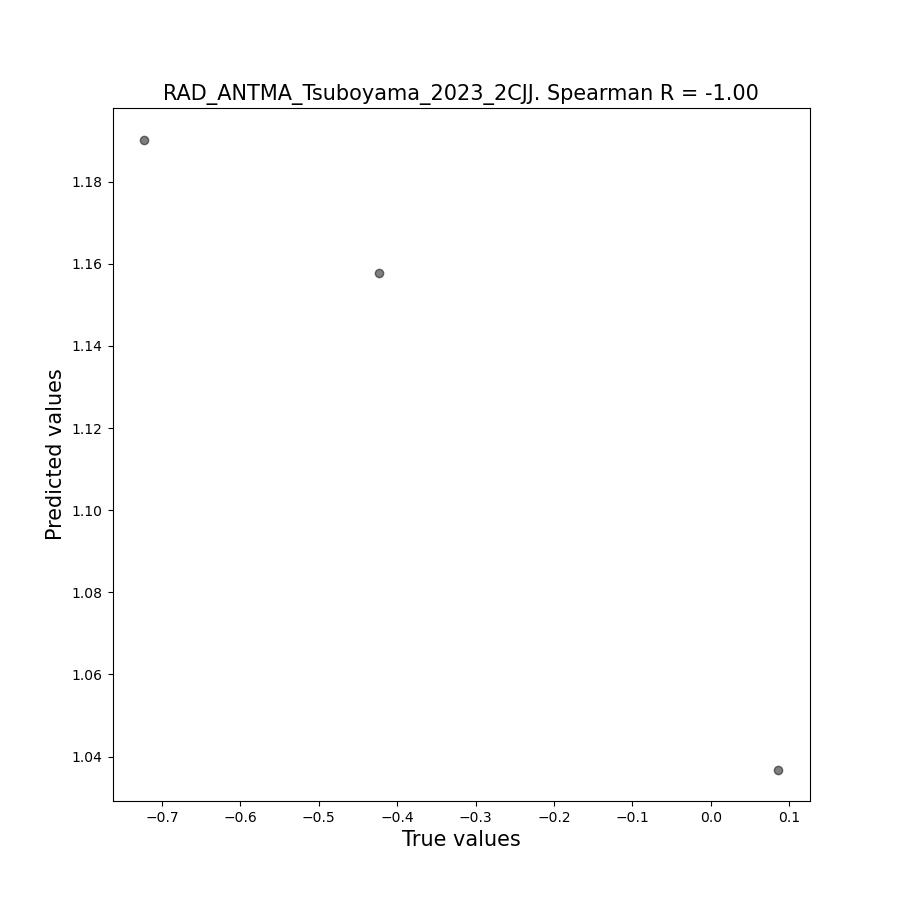 RAD_ANTMA_Tsuboyama_2023_2CJJ. Spearman R = -1.00
Predicted values
1.18
1.16
1.14
1.12
1.10
1.08
1.06
1.04
−0.7 −0.6 −0.5 −0.4 −0.3 −0.2 −0.1 0.0 0.1
True values